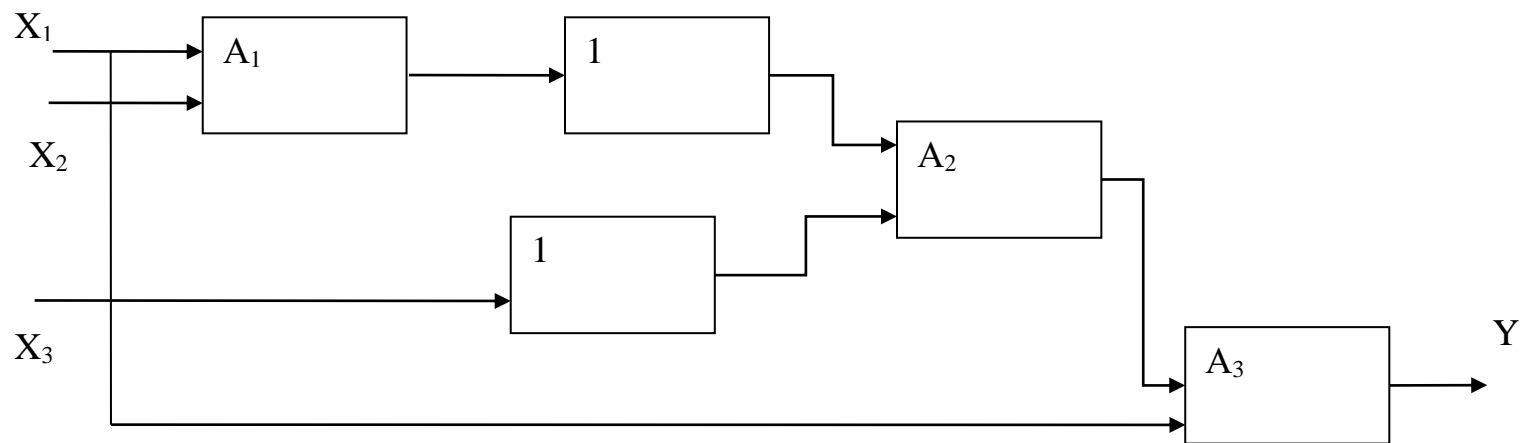 X₁
A₁
1
X₂
A₂
1
X₃
Y
A₃